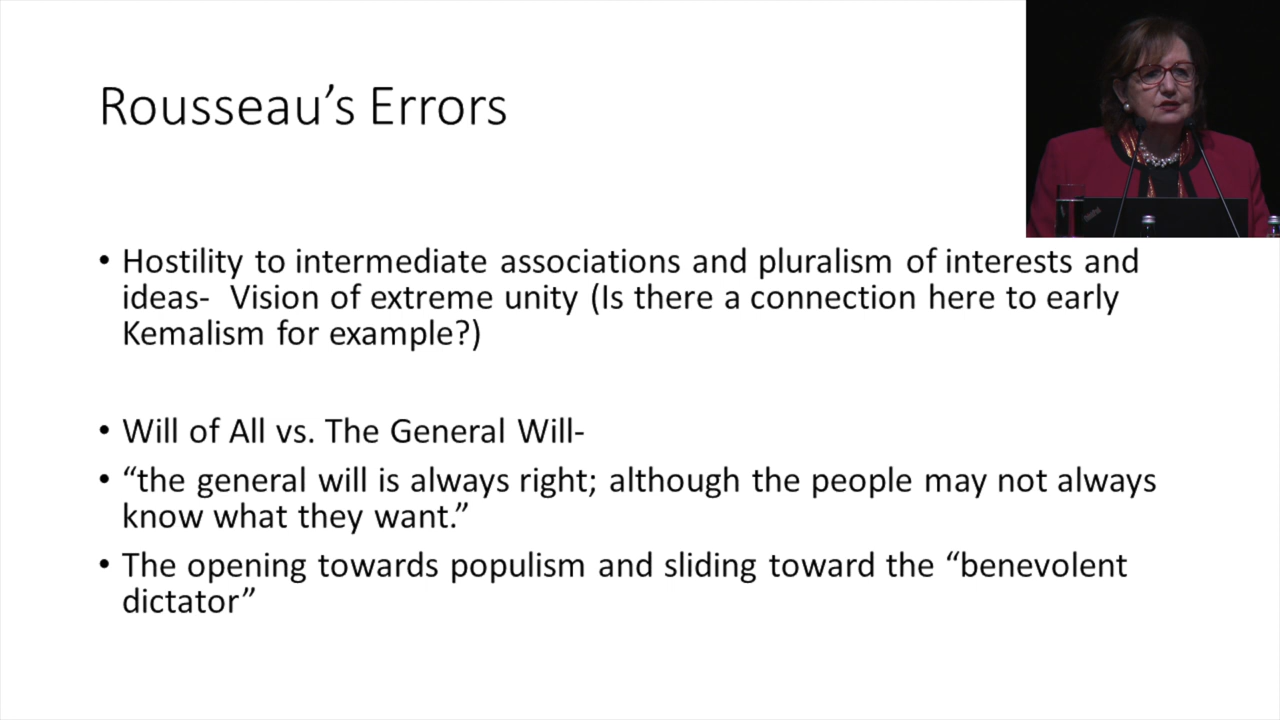 Rousseau’s Errors
• Hostility to intermediate associations and pluralism of interests and
ideas- Vision of extreme unity (Is there a connection here to early
Kemalism for example?)
• Will of All vs. The General Will-
• “the general will is always right; although the people may not always
know what they want.”
• The opening towards populism and sliding toward the “benevolent
dictator”